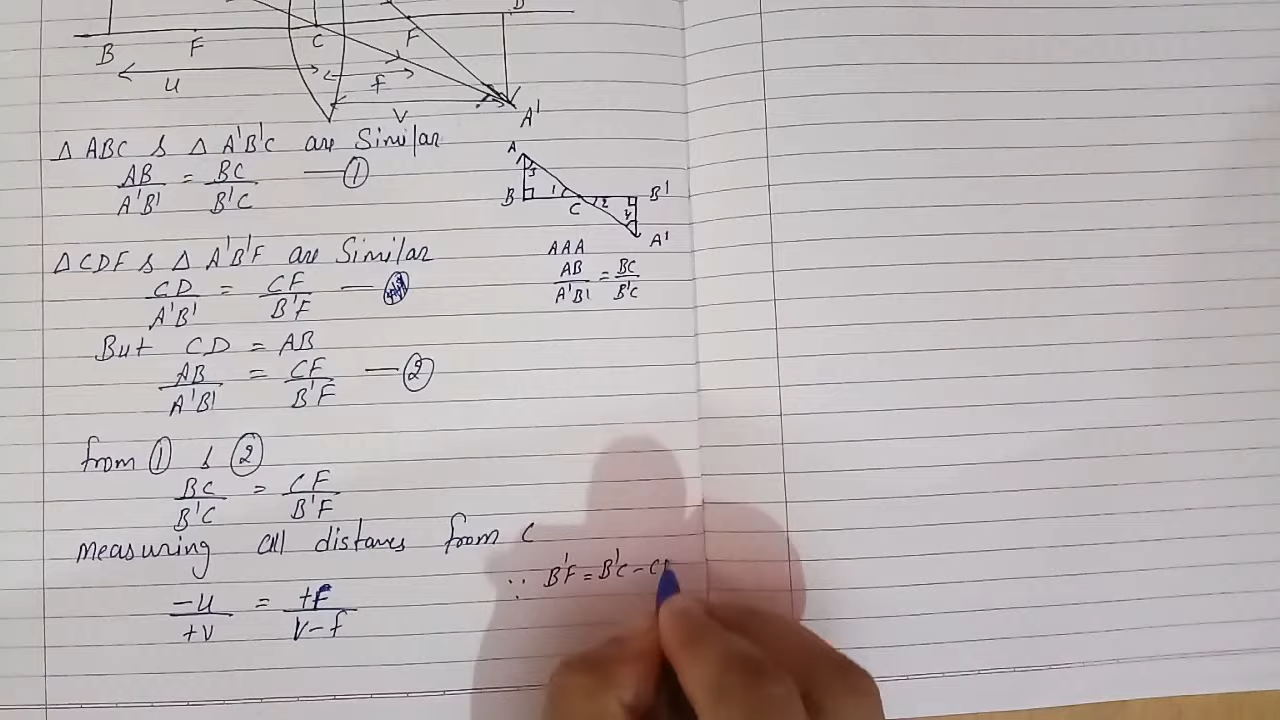 B F C F B'
u f
v
A'
Δ ABC & Δ A'B'C are Similar
AB/A'B' = BC/B'C — ①
A
3
B 1 C 2 B'
4
A'
Δ CDF & Δ A'B'F are Similar
CD/A'B' = CF/B'F —
AAA
AB/A'B' = BC/B'C
But CD = AB
AB/A'B' = CF/B'F — ②
from ① & ②
BC/B'C = CF/B'F
Measuring all distances from C
-u/+v = +f/v-f
∵ B'F = B'C - C